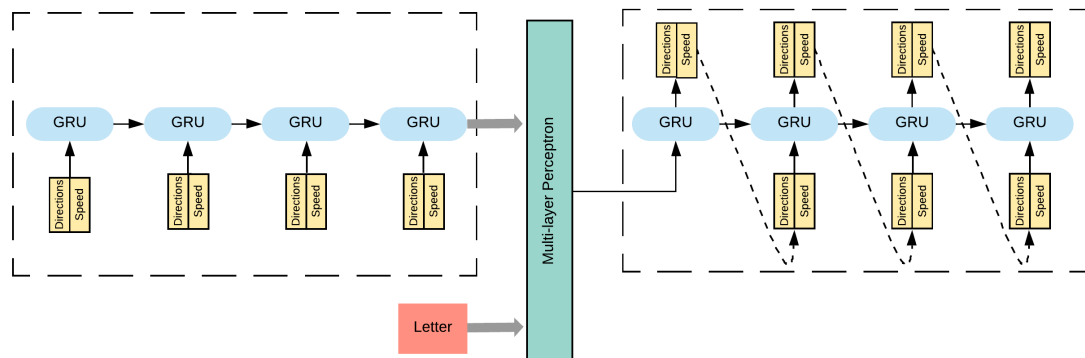 Directions Speed Directions Speed Directions Speed Directions Speed
GRU GRU GRU GRU GRU GRU GRU GRU
Directions Speed Directions Speed Directions Speed Directions Speed Directions Speed Directions Speed Directions Speed
Multi-layer Perceptron
Letter